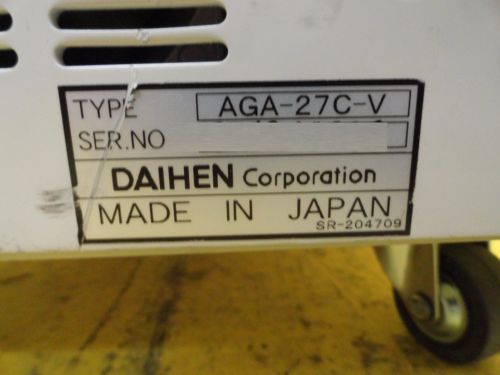 TYPE AGA-27C-V
SER.NO
DAIHEN Corporation
MADE IN JAPAN
SR-204709